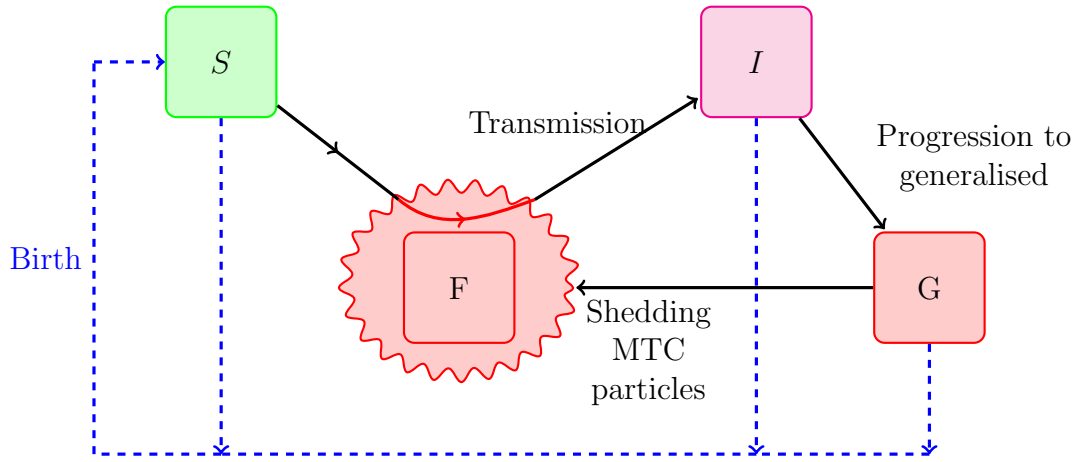 S
I
Transmission
Progression to
generalised
Birth
F
G
Shedding
MTC
particles